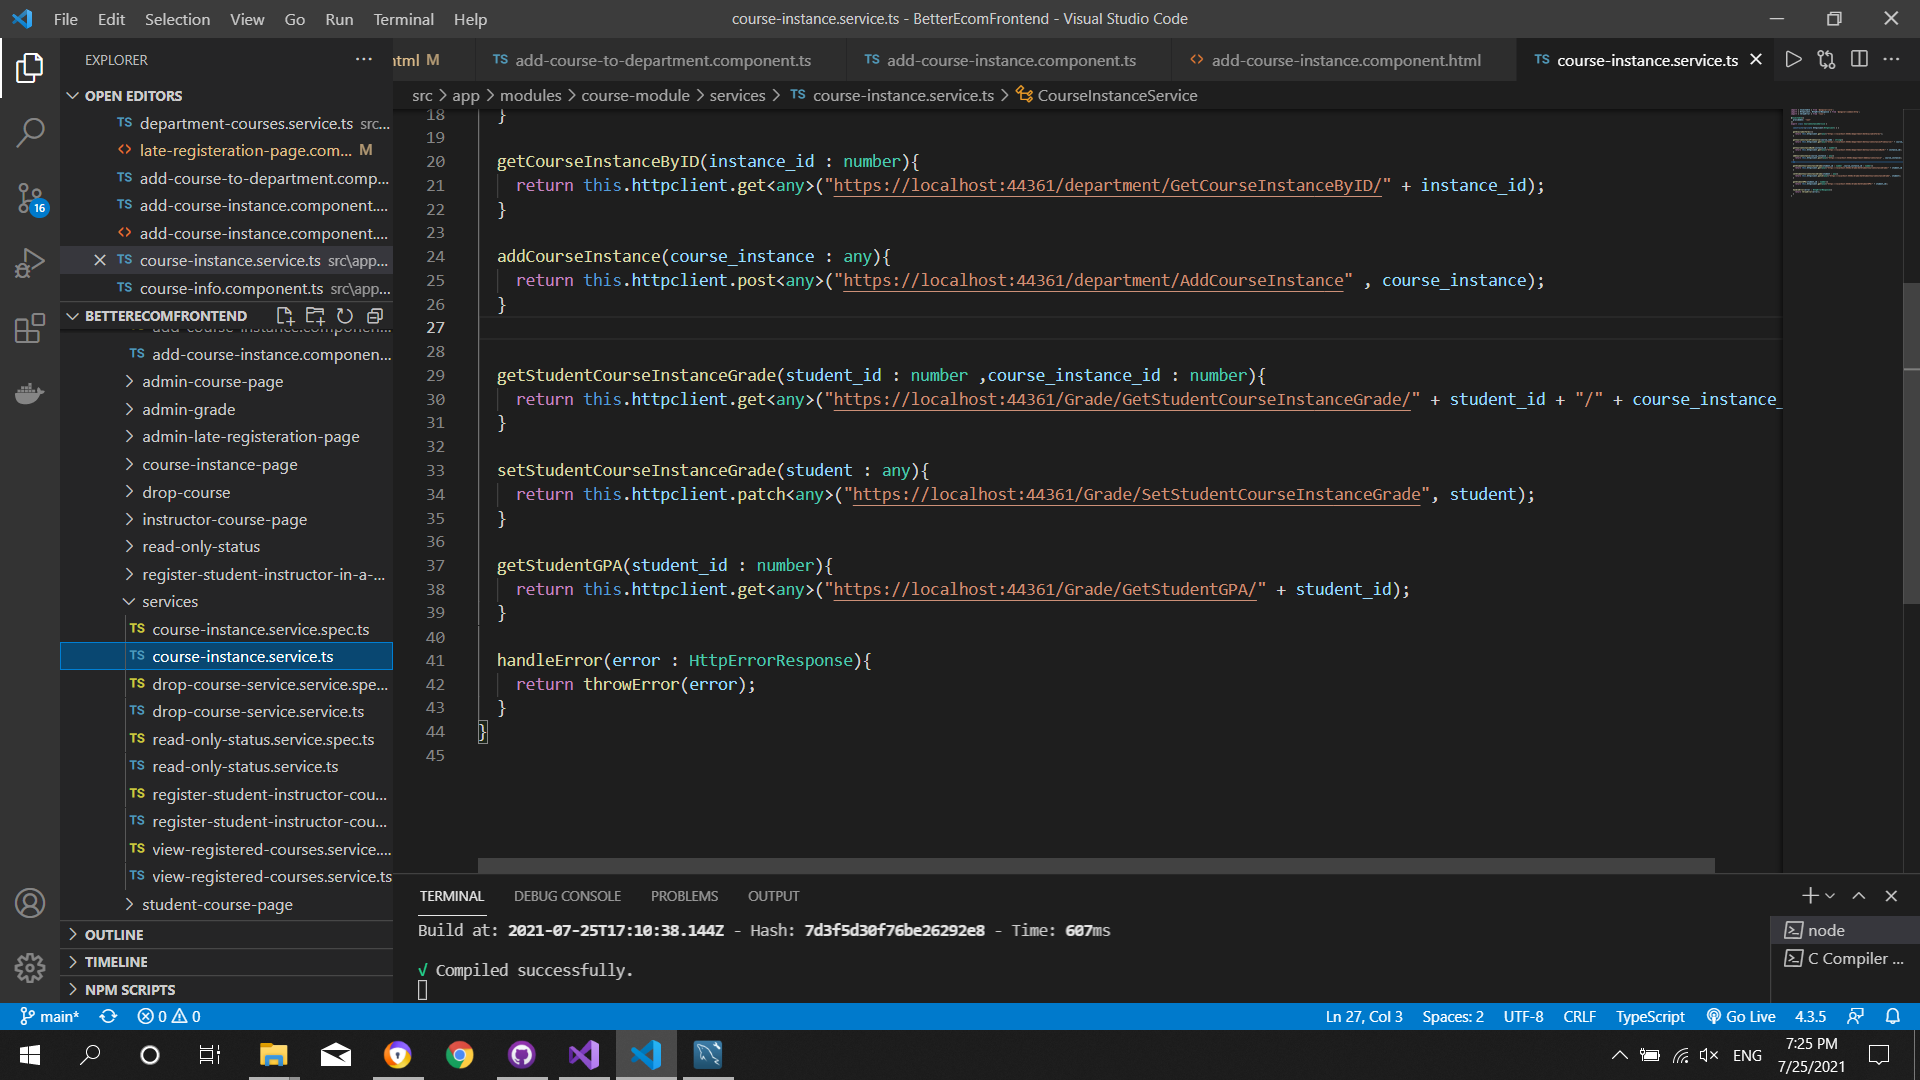 File Edit Selection View Go Run Terminal Help
course-instance.service.ts - BetterEcomFrontend - Visual Studio Code
EXPLORER
OPEN EDITORS
TS department-courses.service.ts src...
<> late-registeration-page.com... M
TS add-course-to-department.comp...
TS add-course-instance.component....
<> add-course-instance.component....
TS course-instance.service.ts src\app...
TS course-info.component.ts src\app...
BETTERECOMFRONTEND
TS add-course-instance.componen...
admin-course-page
admin-grade
admin-late-registeration-page
course-instance-page
drop-course
instructor-course-page
read-only-status
register-student-instructor-in-a-...
services
TS course-instance.service.spec.ts
TS course-instance.service.ts
TS drop-course-service.service.spe...
TS drop-course-service.service.ts
TS read-only-status.service.spec.ts
TS read-only-status.service.ts
TS register-student-instructor-cou...
TS register-student-instructor-cou...
TS view-registered-courses.service....
TS view-registered-courses.service.ts
student-course-page
OUTLINE
TIMELINE
NPM SCRIPTS
16
html M
TS add-course-to-department.component.ts
TS add-course-instance.component.ts
<> add-course-instance.component.html
TS course-instance.service.ts
src > app > modules > course-module > services > TS course-instance.service.ts > CourseInstanceService
18 }
19
20 getCourseInstanceByID(instance_id : number){
21 return this.httpclient.get<any>("https://localhost:44361/department/GetCourseInstanceByID/" + instance_id);
22 }
23
24 addCourseInstance(course_instance : any){
25 return this.httpclient.post<any>("https://localhost:44361/department/AddCourseInstance" , course_instance);
26 }
27
28
29 getStudentCourseInstanceGrade(student_id : number ,course_instance_id : number){
30 return this.httpclient.get<any>("https://localhost:44361/Grade/GetStudentCourseInstanceGrade/" + student_id + "/" + course_instance_
31 }
32
33 setStudentCourseInstanceGrade(student : any){
34 return this.httpclient.patch<any>("https://localhost:44361/Grade/SetStudentCourseInstanceGrade", student);
35 }
36
37 getStudentGPA(student_id : number){
38 return this.httpclient.get<any>("https://localhost:44361/Grade/GetStudentGPA/" + student_id);
39 }
40
41 handleError(error : HttpErrorResponse){
42 return throwError(error);
43 }
44 }
45
TERMINAL DEBUG CONSOLE PROBLEMS OUTPUT
Build at: 2021-07-25T17:10:38.144Z - Hash: 7d3f5d30f76be26292e8 - Time: 607ms
√ Compiled successfully.
node
C Compiler ...
main* 0 0
Ln 27, Col 3 Spaces: 2 UTF-8 CRLF TypeScript Go Live 4.3.5
ENG
7:25 PM
7/25/2021